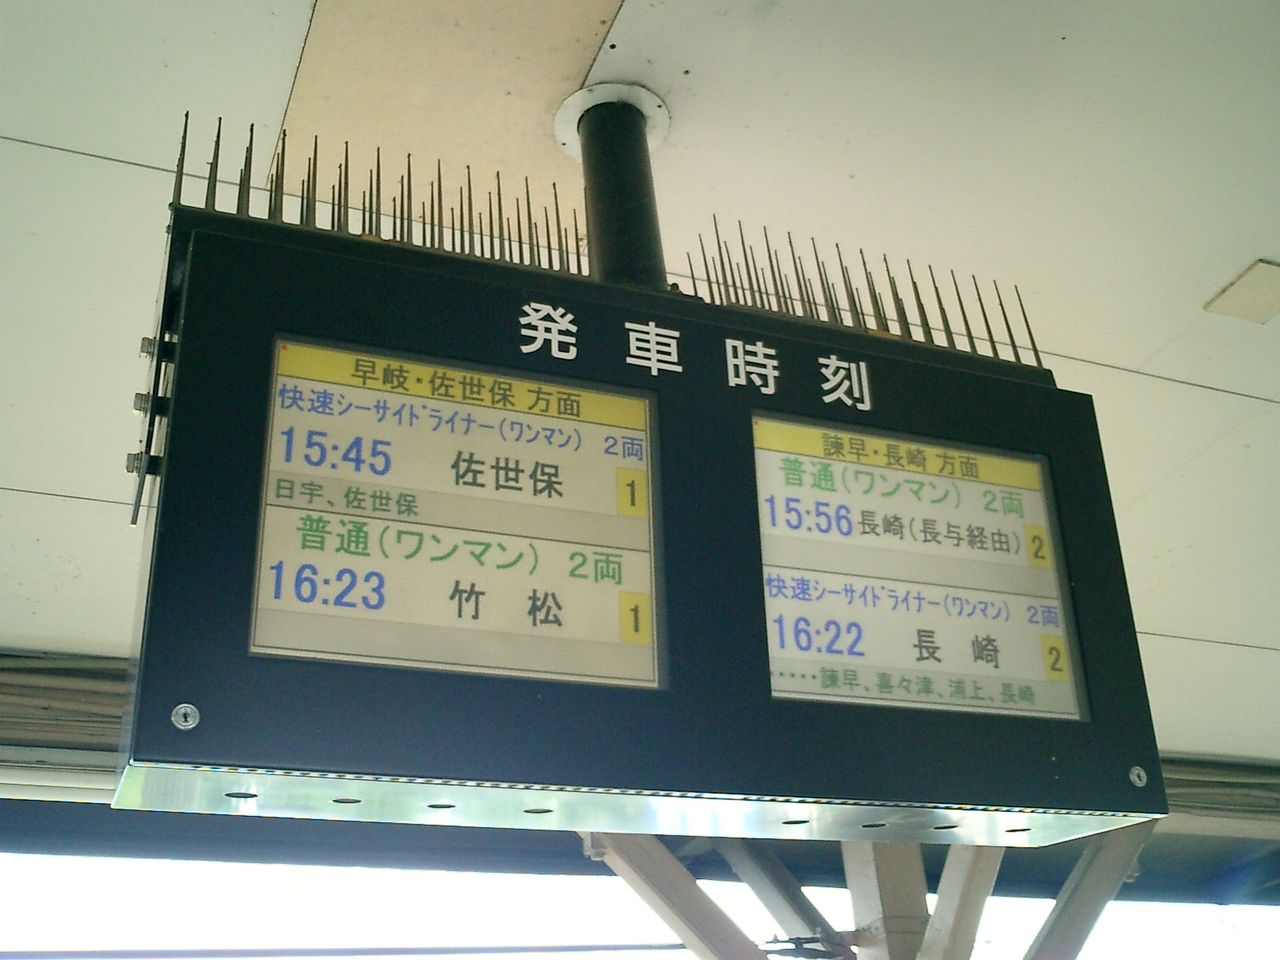 発車時刻
早岐・佐世保 方面
快速シーサイドライナー(ワンマン) 2両
15:45 佐世保 1
日宇、佐世保
普通(ワンマン) 2両
16:23 竹 松 1
諫早・長崎 方面
普通(ワンマン) 2両
15:56 長崎(長与経由) 2
快速シーサイドライナー(ワンマン) 2両
16:22 長 崎 2
・・・・・諫早、喜々津、浦上、長崎